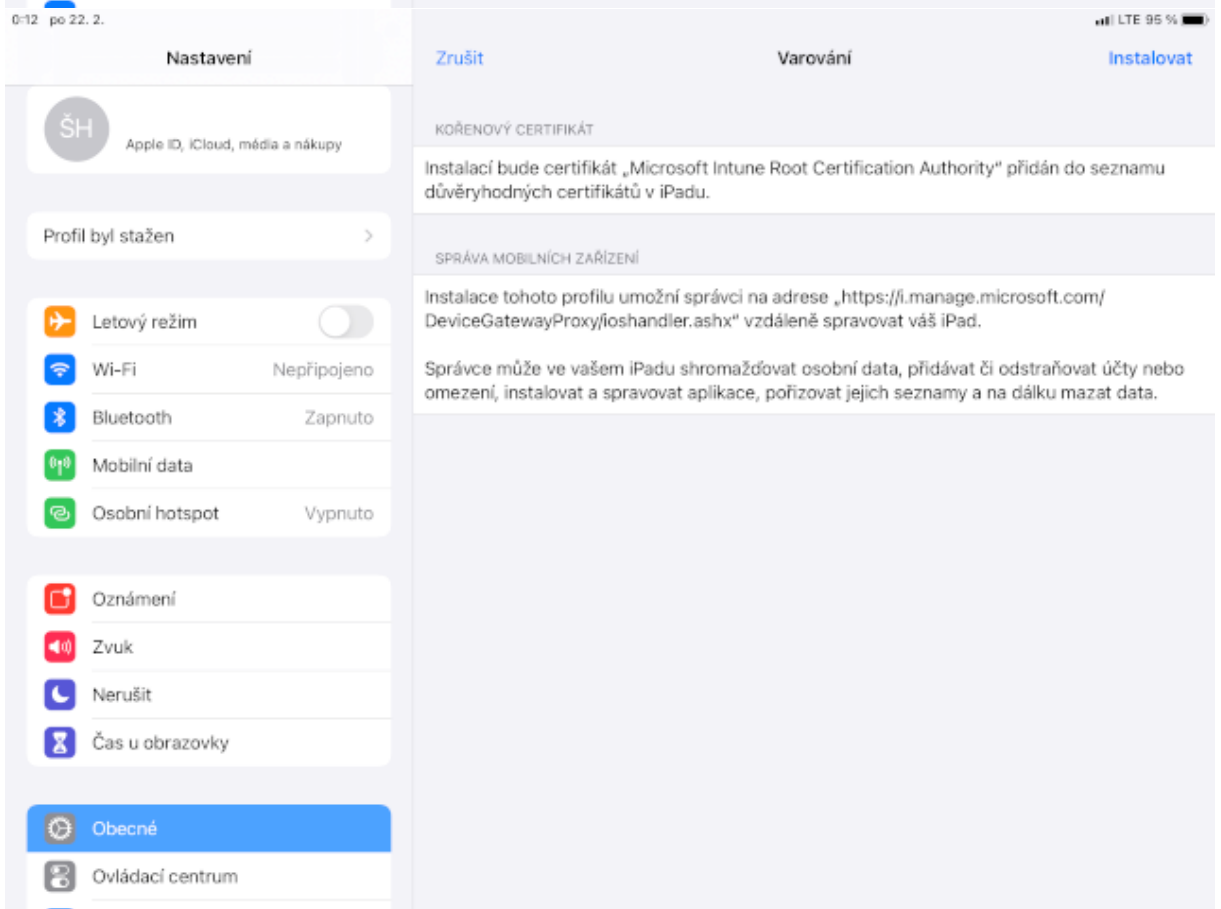 0:12 po 22. 2.
LTE 95 %
Nastavení
Zrušit
Varování
Instalovat
ŠH
Apple ID, iCloud, média a nákupy
Profil byl stažen
Letový režim
Wi-Fi Nepřipojeno
Bluetooth Zapnuto
Mobilní data
Osobní hotspot Vypnuto
Oznámení
Zvuk
Nerušit
Čas u obrazovky
Obecné
Ovládací centrum
KOŘENOVÝ CERTIFIKÁT
Instalací bude certifikát „Microsoft Intune Root Certification Authority" přidán do seznamu
důvěryhodných certifikátů v iPadu.
SPRÁVA MOBILNÍCH ZAŘÍZENÍ
Instalace tohoto profilu umožní správci na adrese „https://i.manage.microsoft.com/
DeviceGatewayProxy/ioshandler.ashx" vzdáleně spravovat váš iPad.
Správce může ve vašem iPadu shromažďovat osobní data, přidávat či odstraňovat účty nebo
omezení, instalovat a spravovat aplikace, pořizovat jejich seznamy a na dálku mazat data.